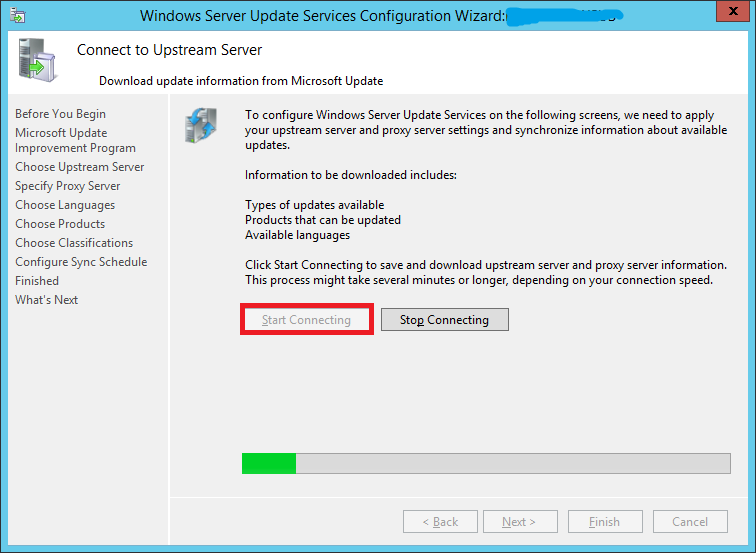 Windows Server Update Services Configuration Wizard:
X
Connect to Upstream Server
Download update information from Microsoft Update
Before You Begin
Microsoft Update
Improvement Program
Choose Upstream Server
Specify Proxy Server
Choose Languages
Choose Products
Choose Classifications
Configure Sync Schedule
Finished
What's Next
To configure Windows Server Update Services on the following screens, we need to apply
your upstream server and proxy server settings and synchronize information about available
updates.
Information to be downloaded includes:
Types of updates available
Products that can be updated
Available languages
Click Start Connecting to save and download upstream server and proxy server information.
This process might take several minutes or longer, depending on your connection speed.
Start Connecting
Stop Connecting
< Back
Next >
Finish
Cancel